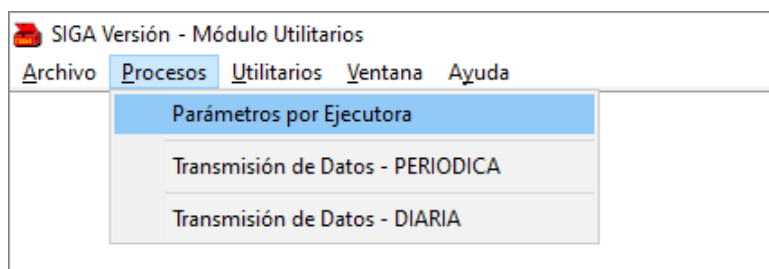 SIGA Versión - Módulo Utilitarios
Archivo Procesos Utilitarios Ventana Ayuda
Parámetros por Ejecutora
Transmisión de Datos - PERIODICA
Transmisión de Datos - DIARIA